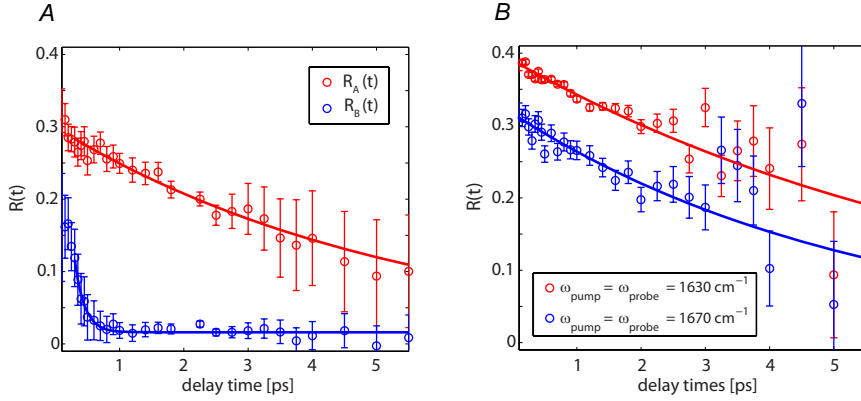 A
0.4
0.3
0.2
0.1
0
R(t)
R_A(t)
R_B(t)
1 2 3 4 5
delay time [ps]
B
0.4
0.3
0.2
0.1
0
R(t)
ω_pump = ω_probe = 1630 cm⁻¹
ω_pump = ω_probe = 1670 cm⁻¹
1 2 3 4 5
delay times [ps]